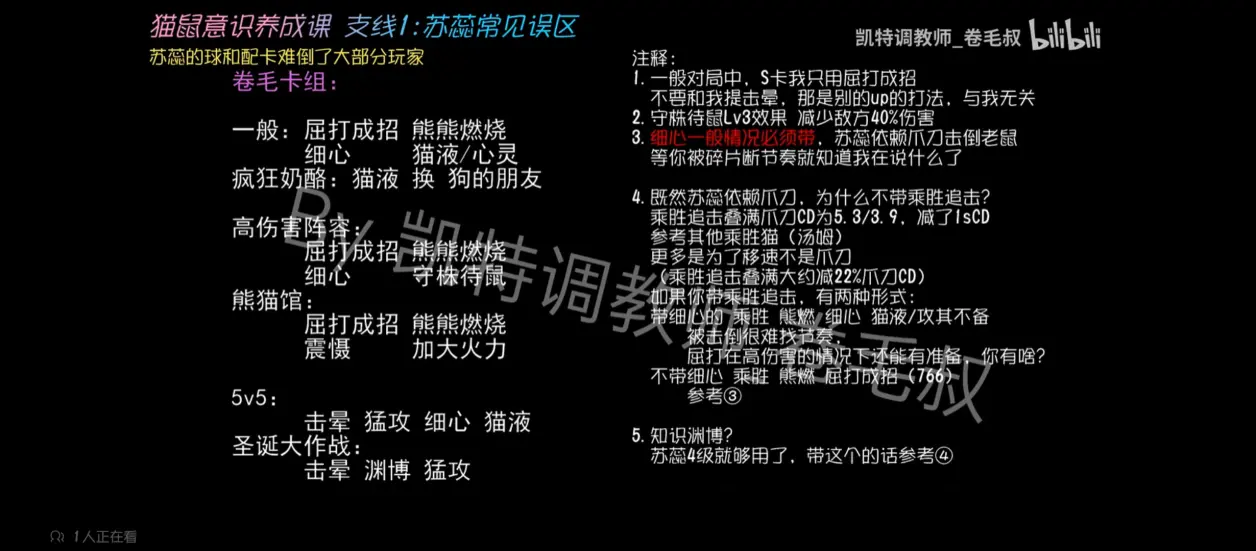 猫鼠意识养成课 支线1:苏蕊常见误区
凯特调教师_卷毛叔 bilibili
苏蕊的球和配卡难倒了大部分玩家
卷毛卡组:
一般: 屈打成招 熊熊燃烧
细心 猫液/心灵
疯狂奶酪: 猫液 换 狗的朋友
高伤害阵容:
屈打成招 熊熊燃烧
细心 守株待鼠
熊猫馆:
屈打成招 熊熊燃烧
震慑 加大火力
5v5:
击晕 猛攻 细心 猫液
圣诞大作战:
击晕 渊博 猛攻
注释:
1. 一般对局中, S卡我只用屈打成招
不要和我提击晕, 那是别的up的打法, 与我无关
2. 守株待鼠Lv3效果 减少敌方40%伤害
3. 细心一般情况必须带, 苏蕊依赖爪刀击倒老鼠
等你被碎片断节奏就知道我在说什么了
4. 既然苏蕊依赖爪刀, 为什么不带乘胜追击?
乘胜追击叠满爪刀CD为5.3/3.9, 减了1sCD
参考其他乘胜猫 (汤姆)
更多是为了移速不是爪刀
(乘胜追击叠满大约减22%爪刀CD)
如果你带乘胜追击, 有两种形式:
带细心的 乘胜 熊燃 细心 猫液/攻其不备
被击倒很难找节奏,
屈打在高伤害的情况下还能有准备, 你有啥?
不带细心 乘胜 熊燃 屈打成招 (766)
参考③
5. 知识渊博?
苏蕊4级就够用了, 带这个的话参考④
By 凯特调教师_卷毛叔
1人正在看